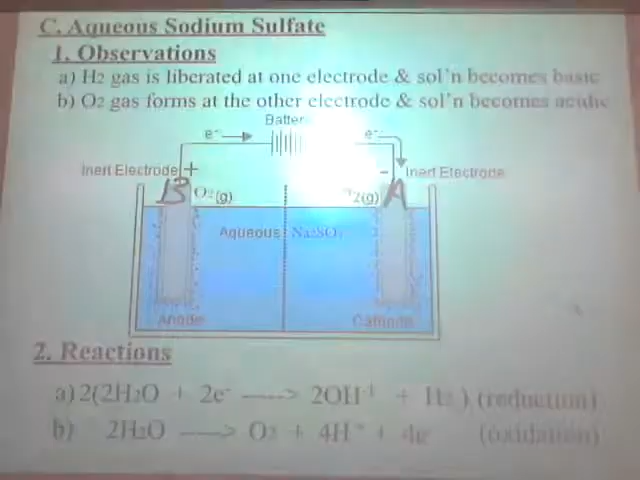 C. Aqueous Sodium Sulfate
1. Observations
a) H2 gas is liberated at one electrode & sol'n becomes basic
b) O2 gas forms at the other electrode & sol'n becomes acidic
Batter
e- e-
Inert Electrode + - Inert Electrode
B O2(g) 2(g) A
Aqueous Na2SO4
Anode Cathode
2. Reactions
a) 2(2H2O + 2e- ----> 2OH-1 + H2) (reduction)
b) 2H2O ----> O2 + 4H+ + 4e- (oxidation)